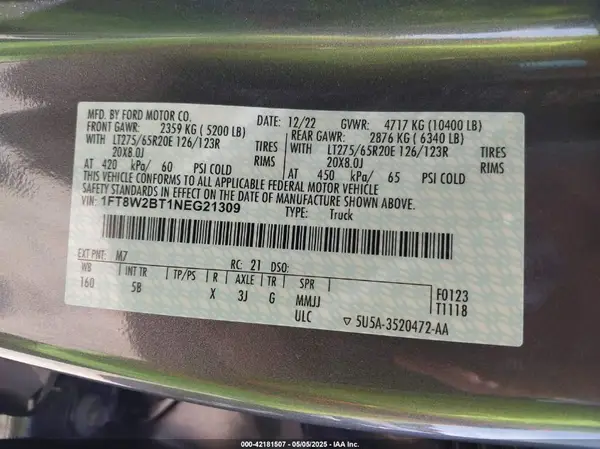 MFD. BY FORD MOTOR CO. DATE: 12/22 GVWR: 4717 KG (10400 LB)
FRONT GAWR: 2359 KG ( 5200 LB) REAR GAWR: 2876 KG ( 6340 LB)
WITH LT275/65R20E 126/123R TIRES WITH LT275/65R20E 126/123R TIRES
20X8.0J RIMS 20X8.0J RIMS
AT 420 kPa/ 60 PSI COLD AT 450 kPa/ 65 PSI COLD
THIS VEHICLE CONFORMS TO ALL APPLICABLE FEDERAL MOTOR VEHICLE
SAFETY STANDARDS IN EFFECT ON THE DATE OF MANUFACTURE SHOWN ABOVE.
VIN: 1FT8W2BT1NEG21309 TYPE: Truck
EXT PNT: M7 RC: 21 DSO:
WB INT TR TP/PS R AXLE TR SPR F0123
160 5B X 3J G MMJJ T1118
ULC ▽ 5U5A-3520472-AA
000-42181507 - 05/05/2025 - IAA, Inc.